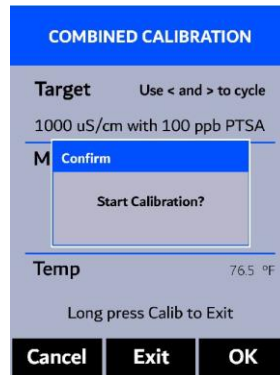 COMBINED CALIBRATION
Target Use < and > to cycle
1000 uS/cm with 100 ppb PTSA
M
Confirm
Start Calibration?
Temp 76.5 ºF
Long press Calib to Exit
Cancel Exit OK